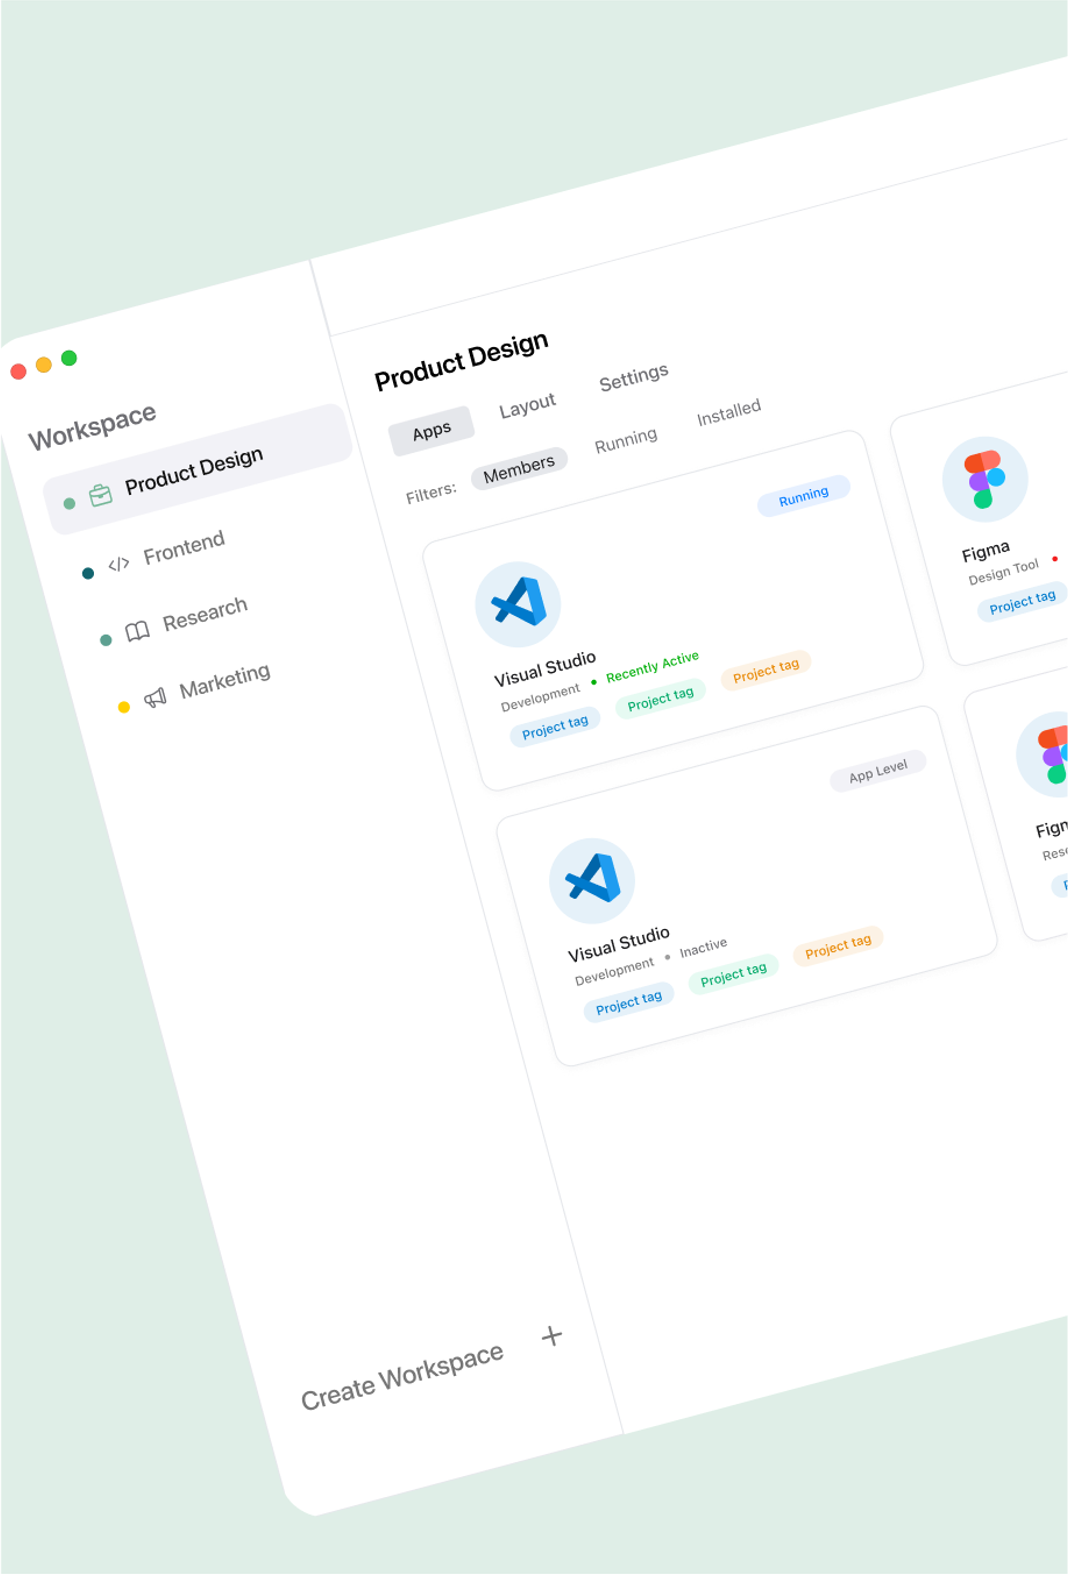 Workspace
Product Design
Frontend
Research
Marketing
Create Workspace
Product Design
Apps Layout Settings
Filters: Members Running Installed
Running
Visual Studio
Development • Recently Active
Project tag Project tag Project tag
Figma
Design Tool •
Project tag
App Level
Visual Studio
Development • Inactive
Project tag Project tag Project tag